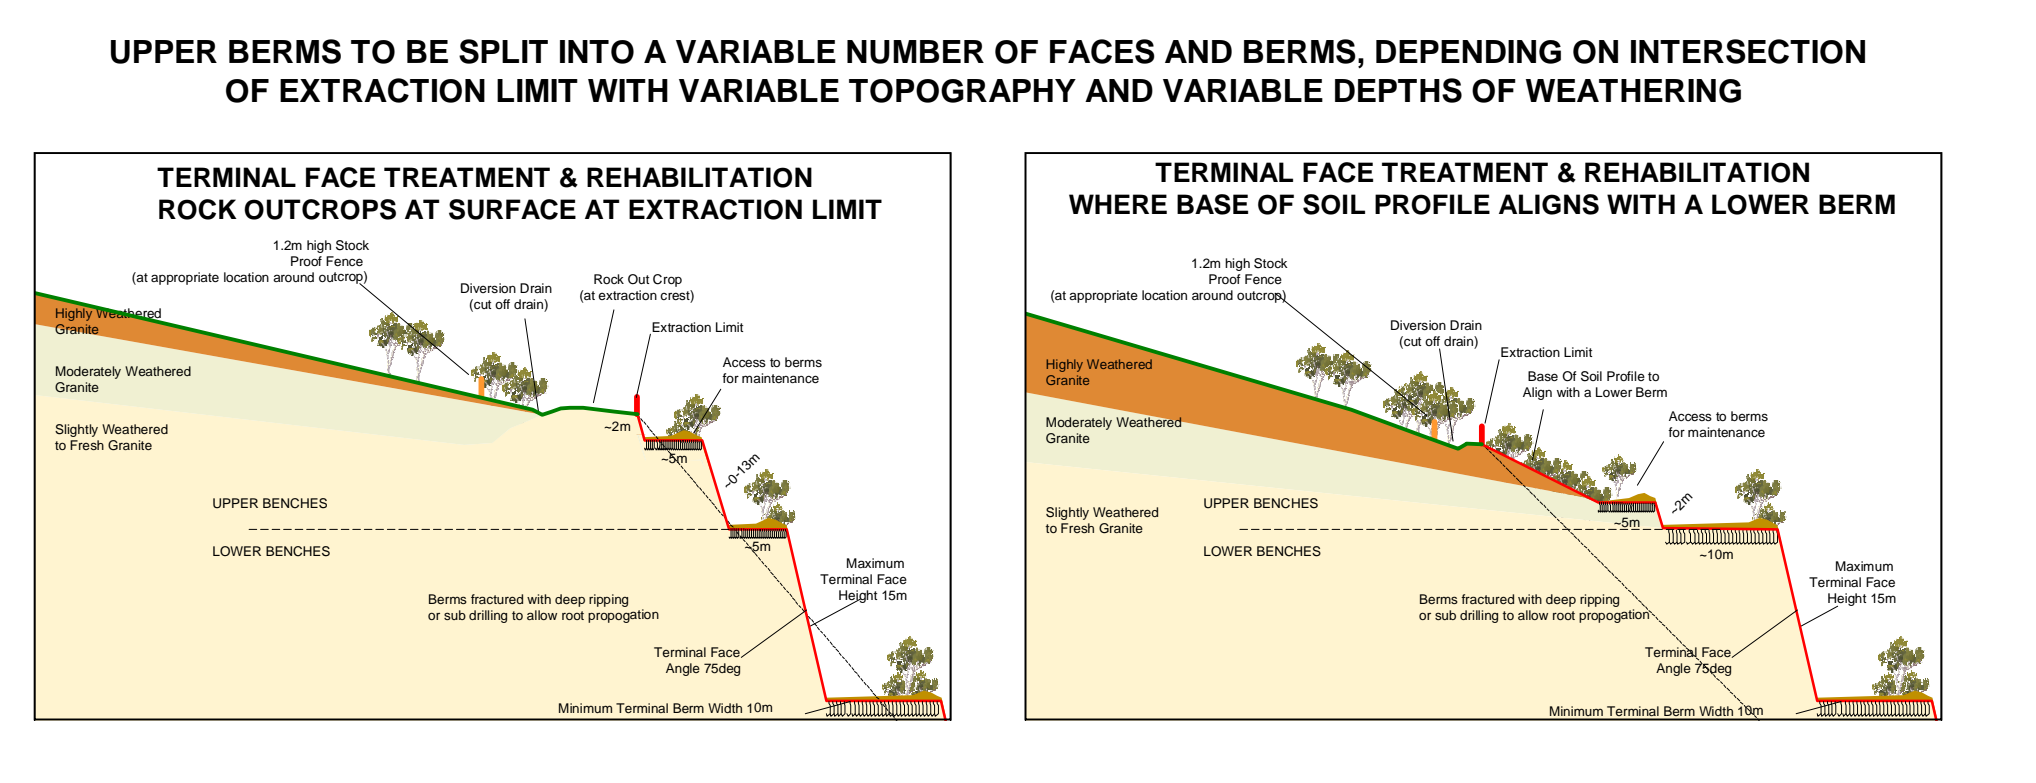 UPPER BERMS TO BE SPLIT INTO A VARIABLE NUMBER OF FACES AND BERMS, DEPENDING ON INTERSECTION
OF EXTRACTION LIMIT WITH VARIABLE TOPOGRAPHY AND VARIABLE DEPTHS OF WEATHERING
TERMINAL FACE TREATMENT & REHABILITATION
ROCK OUTCROPS AT SURFACE AT EXTRACTION LIMIT
1.2m high Stock
Proof Fence
(at appropriate location around outcrop)
Diversion Drain
(cut off drain)
Rock Out Crop
(at extraction crest)
Extraction Limit
Access to berms
for maintenance
Highly Weathered
Granite
Moderately Weathered
Granite
Slightly Weathered
to Fresh Granite
~2m
~5m
~0-13m
UPPER BENCHES
LOWER BENCHES
~5m
Maximum
Terminal Face
Height 15m
Berms fractured with deep ripping
or sub drilling to allow root propogation
Terminal Face
Angle 75deg
Minimum Terminal Berm Width 10m
TERMINAL FACE TREATMENT & REHABILITATION
WHERE BASE OF SOIL PROFILE ALIGNS WITH A LOWER BERM
1.2m high Stock
Proof Fence
(at appropriate location around outcrop)
Diversion Drain
(cut off drain)
Extraction Limit
Base Of Soil Profile to
Align with a Lower Berm
Access to berms
for maintenance
Highly Weathered
Granite
Moderately Weathered
Granite
Slightly Weathered
to Fresh Granite
UPPER BENCHES
LOWER BENCHES
~5m
~2m
~10m
Maximum
Terminal Face
Height 15m
Berms fractured with deep ripping
or sub drilling to allow root propogation
Terminal Face
Angle 75deg
Minimum Terminal Berm Width 10m